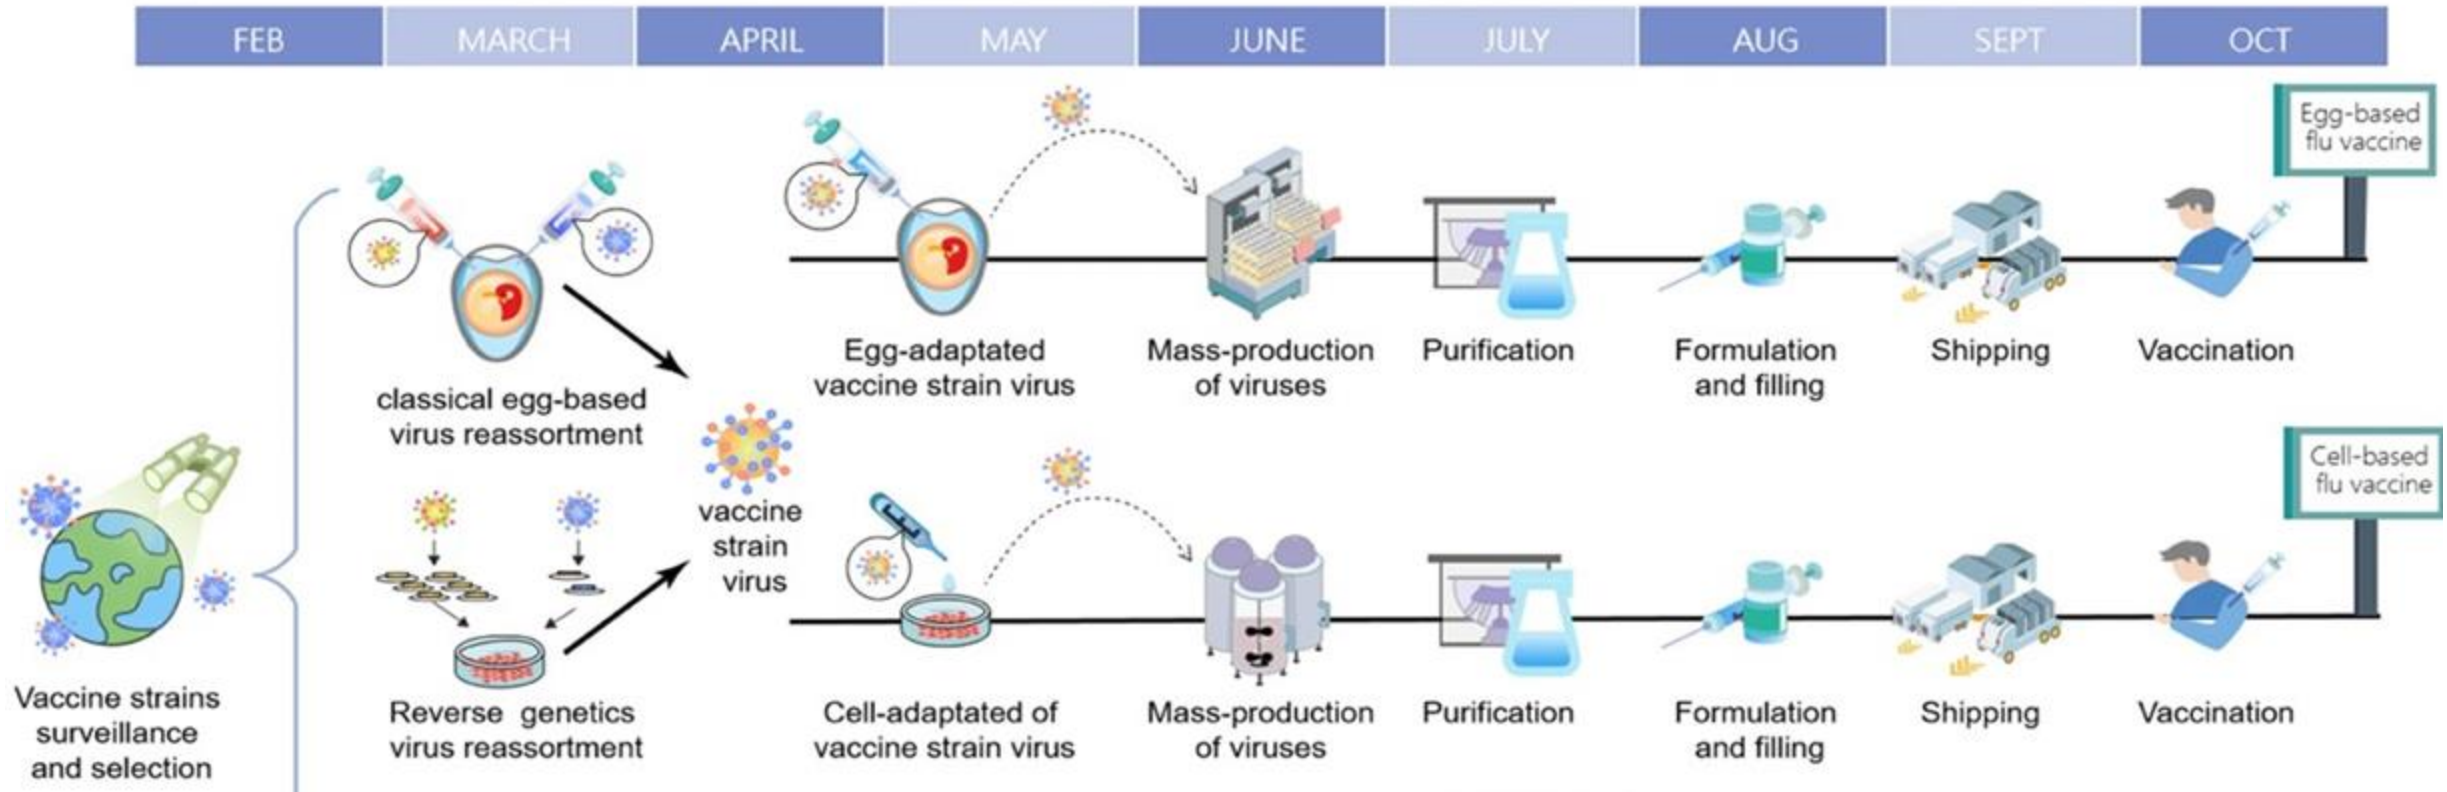 FEB MARCH APRIL MAY JUNE JULY AUG SEPT OCT
Egg-based
flu vaccine
classical egg-based
virus reassortment
Egg-adaptated
vaccine strain virus
Mass-production
of viruses
Purification
Formulation
and filling
Shipping
Vaccination
Vaccine strains
surveillance
and selection
vaccine
strain
virus
Cell-based
flu vaccine
Reverse genetics
virus reassortment
Cell-adaptated of
vaccine strain virus
Mass-production
of viruses
Purification
Formulation
and filling
Shipping
Vaccination